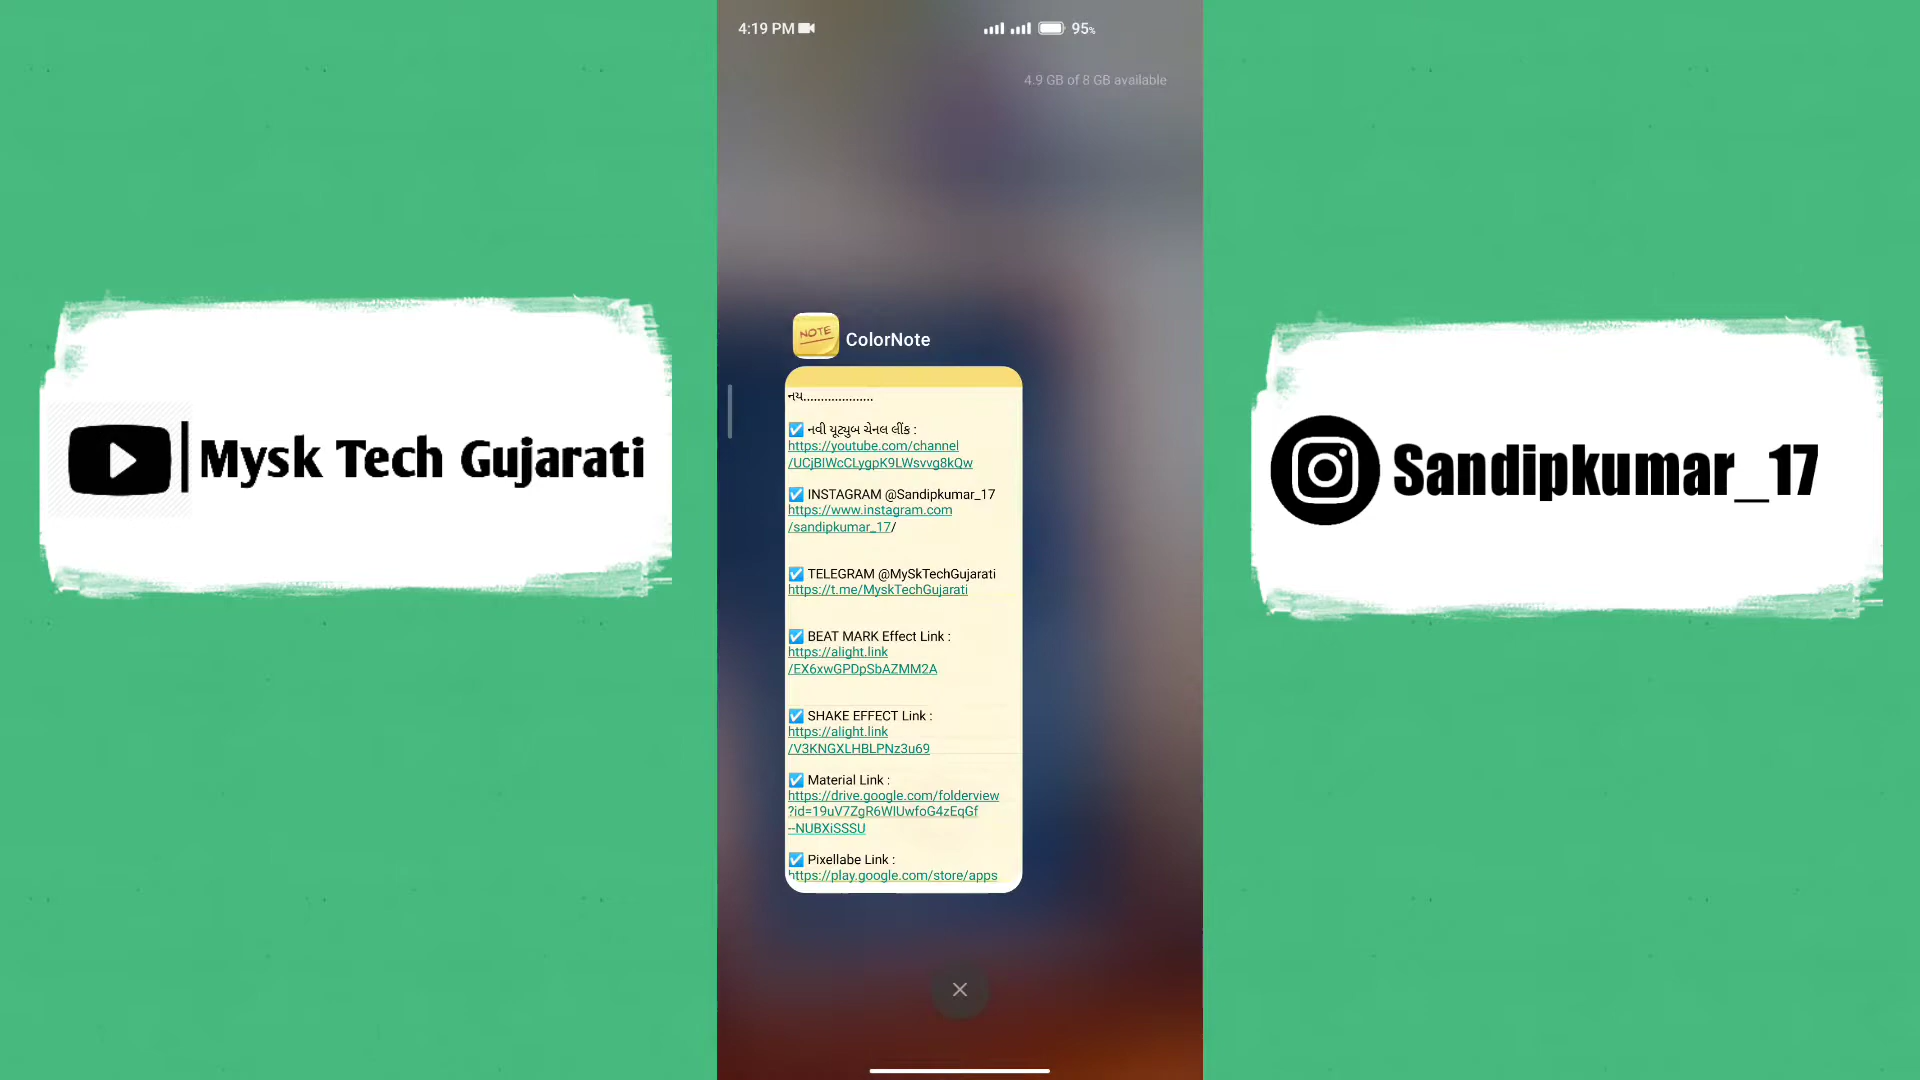 4:19 PM
95%
4.9 GB of 8 GB available
Mysk Tech Gujarati
Sandipkumar_17
NOTE
ColorNote
નય....................
☑ નવી યૂટ્યુબ ચેનલ લીંક :
https://youtube.com/channel
/UCjBIWcCLygpK9LWsvvg8kQw
☑ INSTAGRAM @Sandipkumar_17
https://www.instagram.com
/sandipkumar_17/
☑ TELEGRAM @MySkTechGujarati
https://t.me/MyskTechGujarati
☑ BEAT MARK Effect Link :
https://alight.link
/EX6xwGPDpSbAZMM2A
☑ SHAKE EFFECT Link :
https://alight.link
/V3KNGXLHBLPNz3u69
☑ Material Link :
https://drive.google.com/folderview
?id=19uV7ZgR6WIUwfoG4zEqGf
--NUBXiSSSU
☑ Pixellabe Link :
https://play.google.com/store/apps